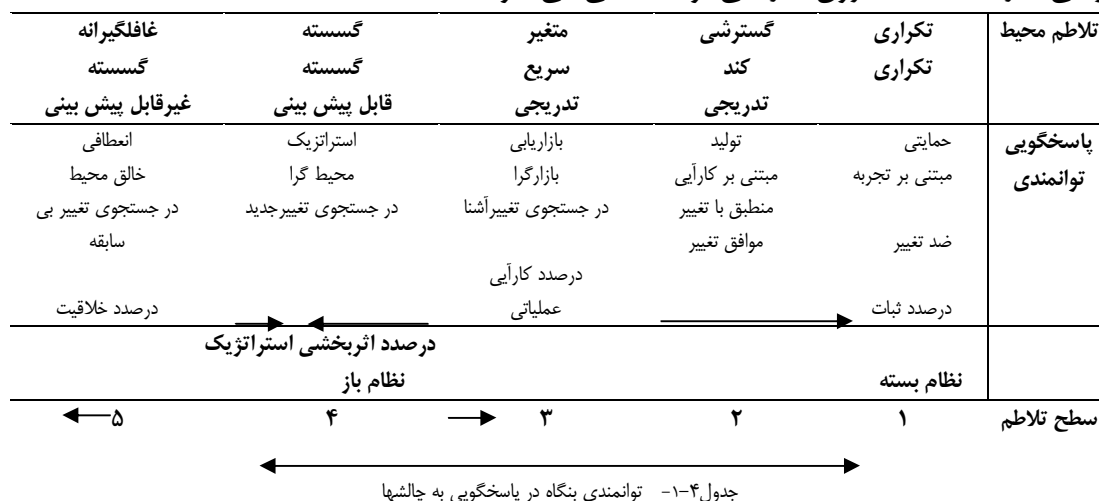 تلاطم محیط تکراری گسترشی متغیر گسسته غافلگیرانه
تکراری کند سریع گسسته گسسته
تدریجی تدریجی قابل پیش بینی غیرقابل پیش بینی
پاسخگویی حمایتی تولید بازاریابی استراتزیک انعطافی
توانمندی مبتنی بر تجربه مبتنی بر کارآیی بازارگرا محیط گرا خالق محیط
منطبق با تغییر در جستجوی تغییرآشنا در جستجوی تغییرجدید در جستجوی تغییر بی
ضد تغییر موافق تغییر سابقه
درصدد کارآیی
درصدد ثبات عملیاتی درصدد خلاقیت
درصدد اثربخشی استراتژیک
نظام بسته نظام باز
سطح تلاطم ۱ ۲ ۳ ۴ ۵
جدول۴-۱- توانمندی بنگاه در پاسخگویی به چالشها